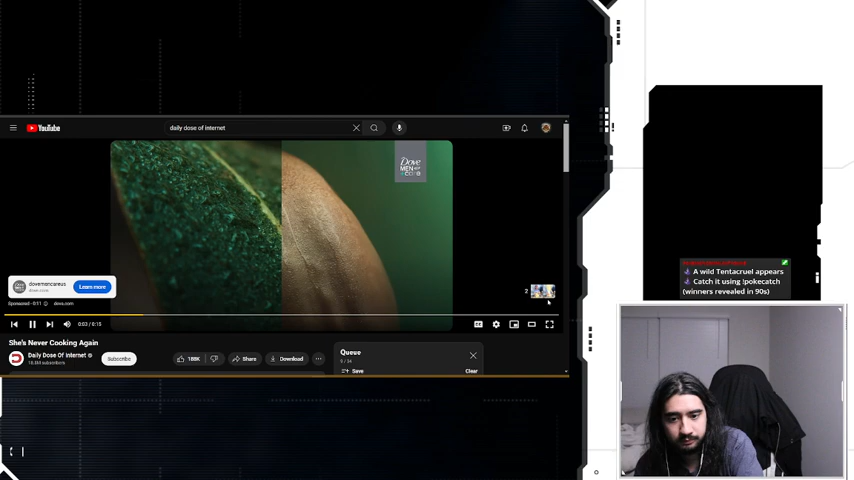 YouTube
daily dose of internet
Dove
MEN+
CARE
dovemencareus
dove.com
Learn more
Sponsored · 0:11
dove.com
2
0:03 / 0:15
She's Never Cooking Again
Daily Dose Of Internet
subscribers
Subscribe
188K
Share
Download
Queue
Save
Clear
A wild Tentacruel appears
Catch it using !pokecatch
(winners revealed in 90s)